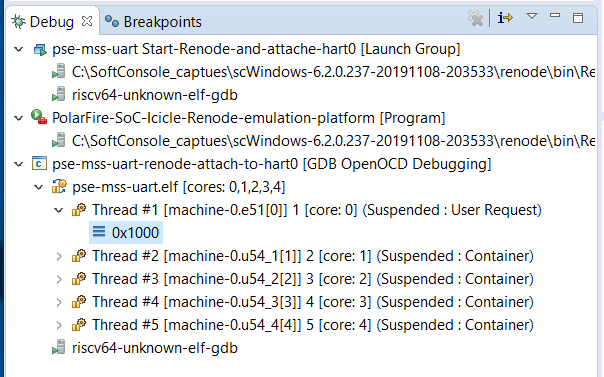 Debug Breakpoints
pse-mss-uart Start-Renode-and-attache-hart0 [Launch Group]
C:\SoftConsole_captues\scWindows-6.2.0.237-20191108-203533\renode\bin\Re
riscv64-unknown-elf-gdb
PolarFire-SoC-Icicle-Renode-emulation-platform [Program]
C:\SoftConsole_captues\scWindows-6.2.0.237-20191108-203533\renode\bin\Re
pse-mss-uart-renode-attach-to-hart0 [GDB OpenOCD Debugging]
pse-mss-uart.elf [cores: 0,1,2,3,4]
Thread #1 [machine-0.e51[0]] 1 [core: 0] (Suspended : User Request)
0x1000
Thread #2 [machine-0.u54_1[1]] 2 [core: 1] (Suspended : Container)
Thread #3 [machine-0.u54_2[2]] 3 [core: 2] (Suspended : Container)
Thread #4 [machine-0.u54_3[3]] 4 [core: 3] (Suspended : Container)
Thread #5 [machine-0.u54_4[4]] 5 [core: 4] (Suspended : Container)
riscv64-unknown-elf-gdb